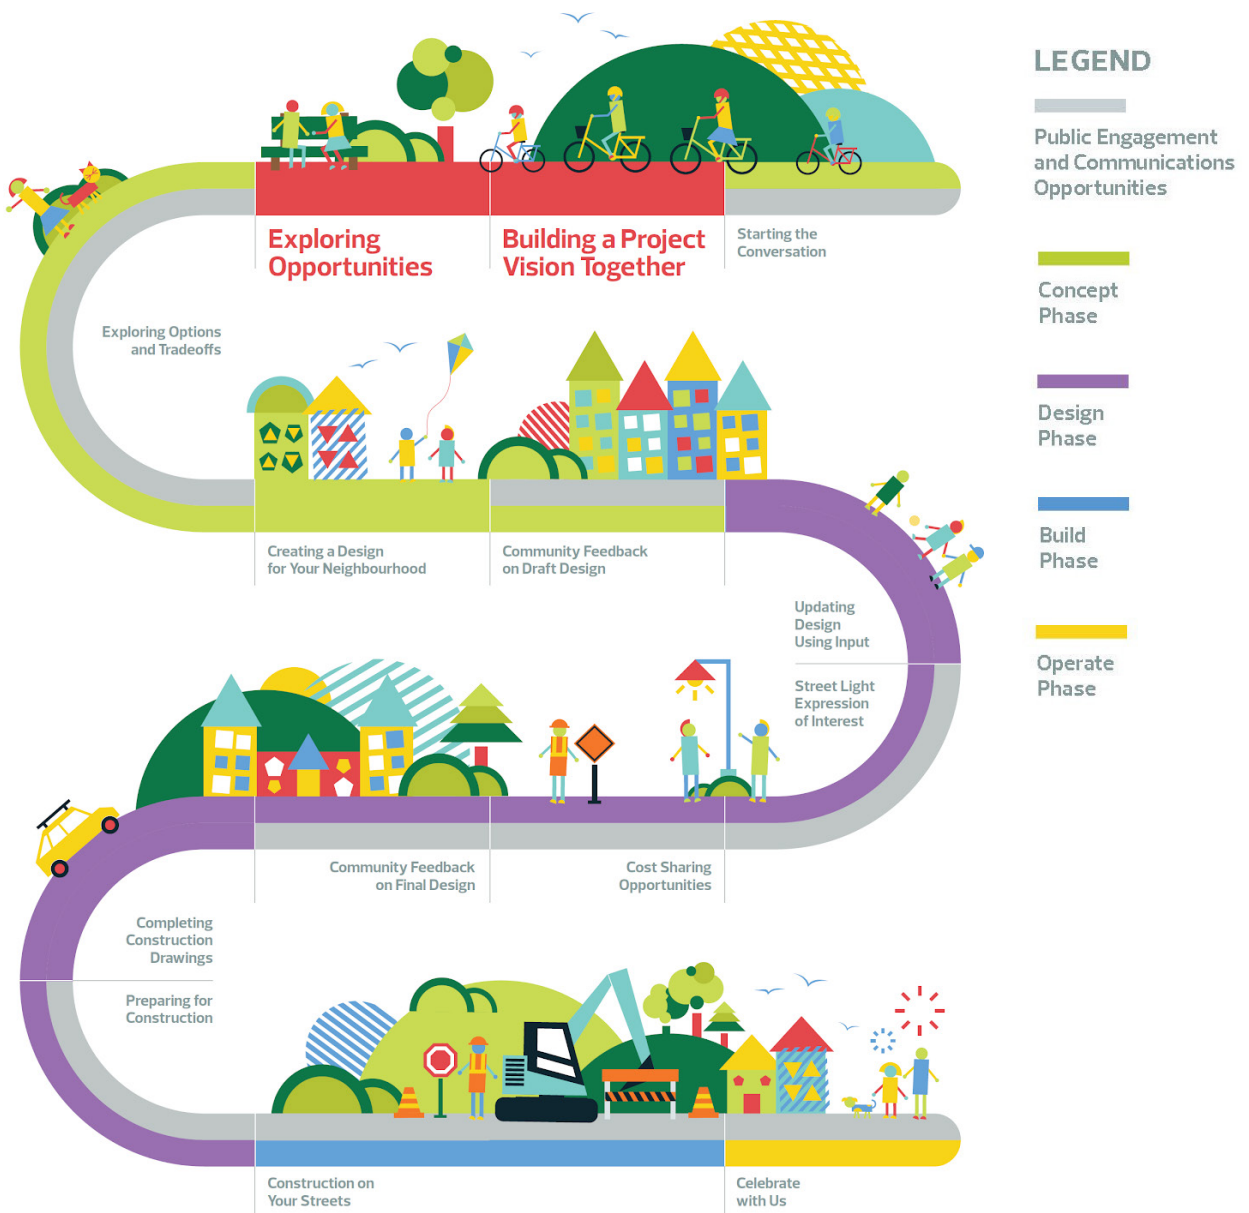 LEGEND
Public Engagement
and Communications
Opportunities
Concept
Phase
Design
Phase
Build
Phase
Operate
Phase
Exploring
Opportunities
Building a Project
Vision Together
Starting the
Conversation
Exploring Options
and Tradeoffs
Creating a Design
for Your Neighbourhood
Community Feedback
on Draft Design
Updating
Design
Using Input
Street Light
Expression
of Interest
Community Feedback
on Final Design
Cost Sharing
Opportunities
Completing
Construction
Drawings
Preparing for
Construction
Construction on
Your Streets
Celebrate
with Us